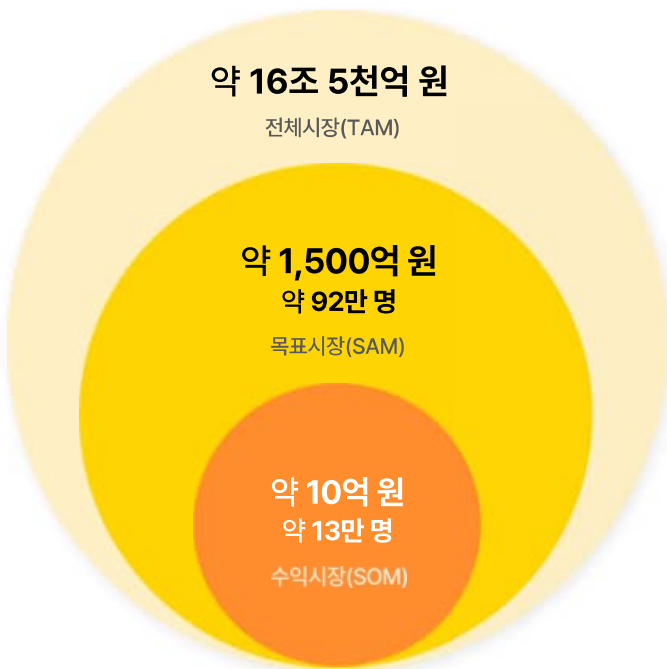 약 16조 5천억 원
전체시장(TAM)
약 1,500억 원
약 92만 명
목표시장(SAM)
약 10억 원
약 13만 명
수익시장(SOM)